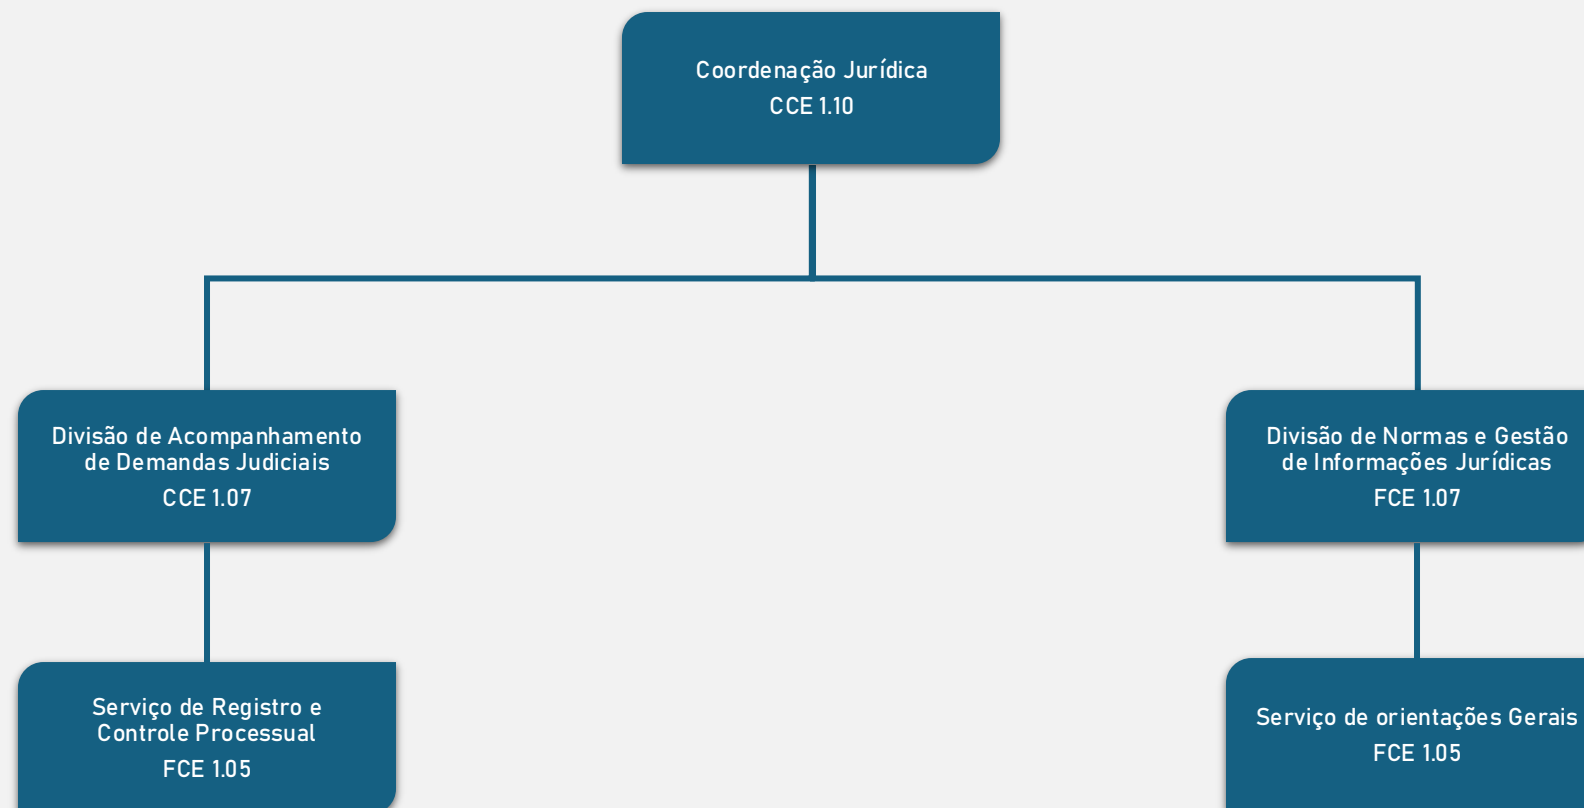 Coordenação Jurídica
CCE 1.10
Divisão de Acompanhamento
de Demandas Judiciais
CCE 1.07
Divisão de Normas e Gestão
de Informações Jurídicas
FCE 1.07
Serviço de Registro e
Controle Processual
FCE 1.05
Serviço de orientações Gerais
FCE 1.05